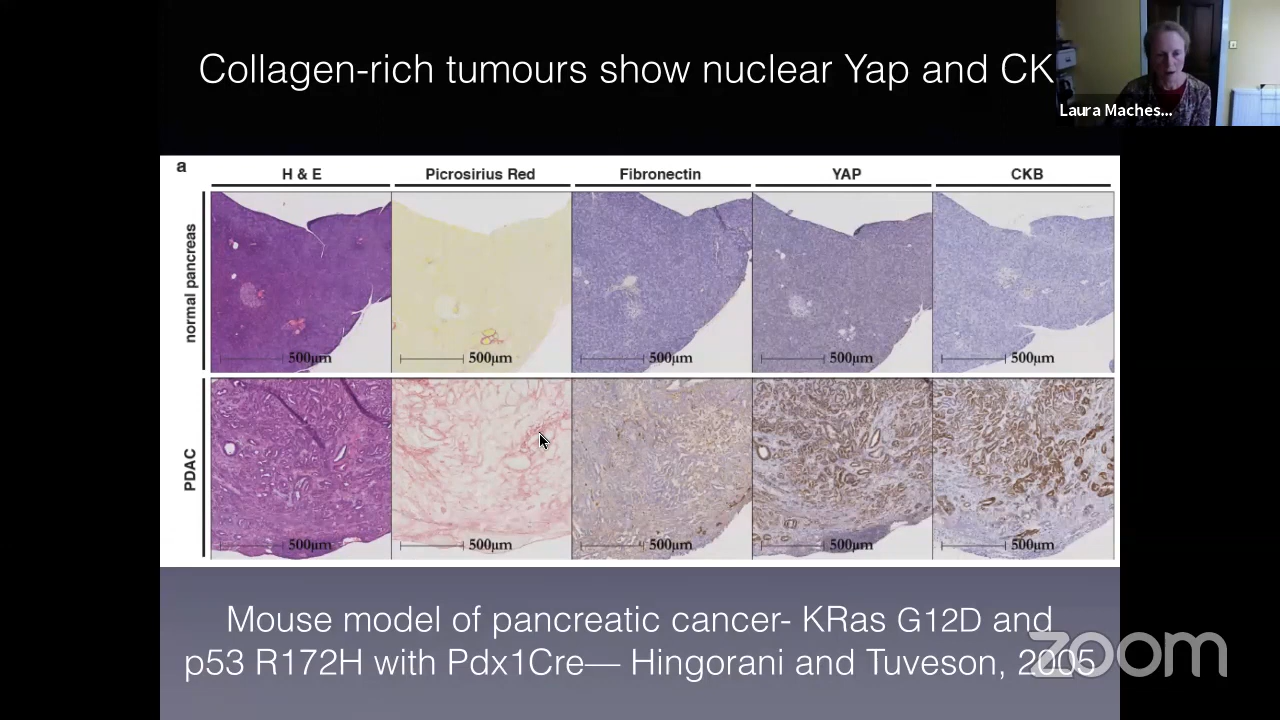 Collagen-rich tumours show nuclear Yap and CK
Laura Maches...
a
H & E
Picrosirius Red
Fibronectin
YAP
CKB
normal pancreas
500μm
500μm
500μm
500μm
500μm
PDAC
500μm
500μm
500μm
500μm
500μm
Mouse model of pancreatic cancer- KRas G12D and
p53 R172H with Pdx1Cre— Hingorani and Tuveson, 2005
zoom